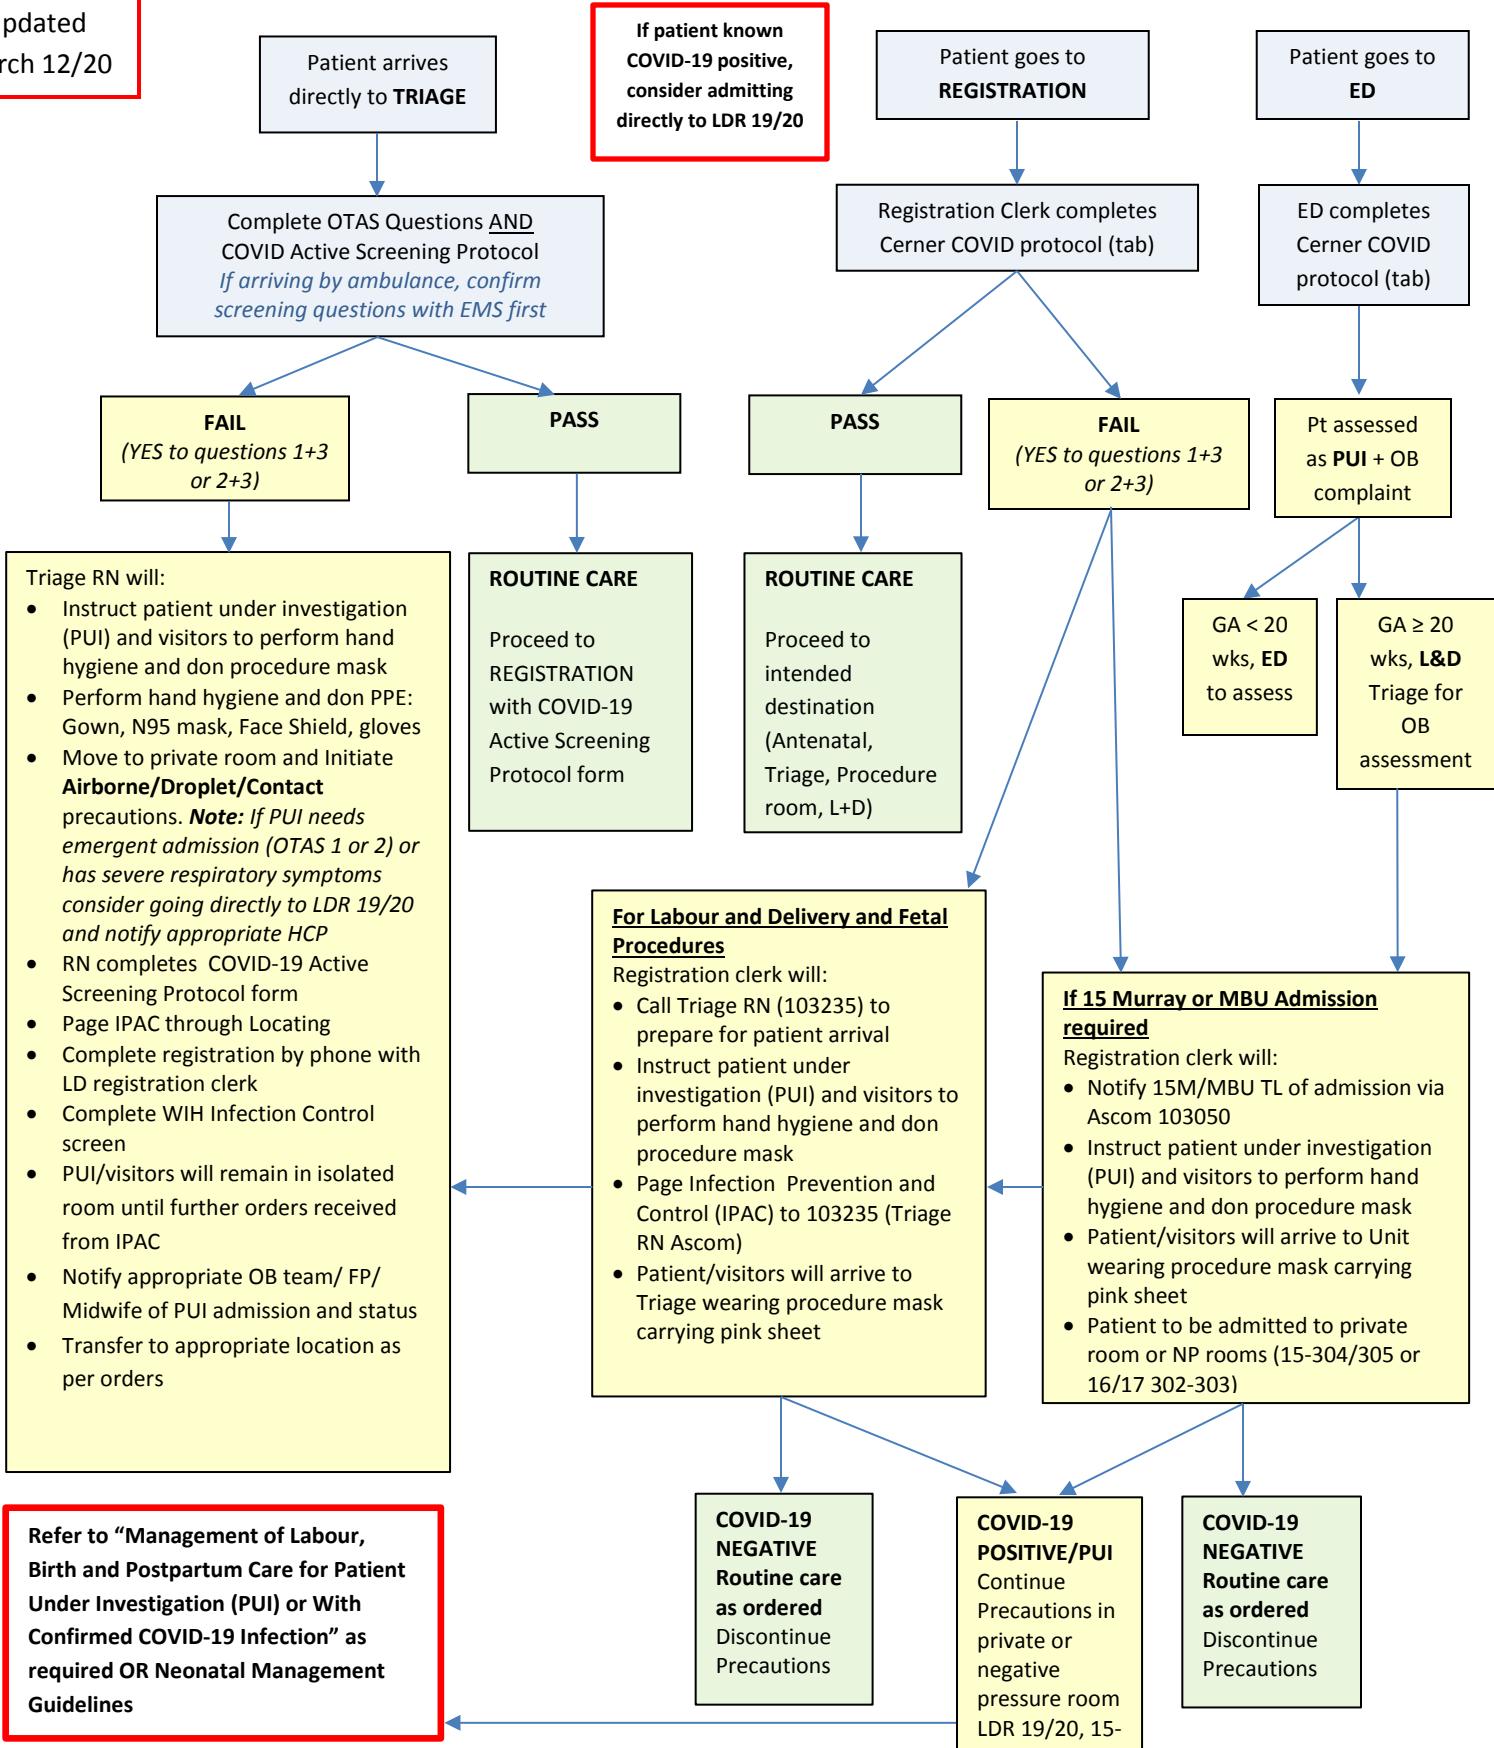 pdated
rch 12/20
Patient arrives
directly to TRIAGE
If patient known
COVID-19 positive,
consider admitting
directly to LDR 19/20
Patient goes to
REGISTRATION
Patient goes to
ED
Complete OTAS Questions AND
COVID Active Screening Protocol
If arriving by ambulance, confirm
screening questions with EMS first
Registration Clerk completes
Cerner COVID protocol (tab)
ED completes
Cerner COVID
protocol (tab)
FAIL
(YES to questions 1+3
or 2+3)
PASS
PASS
FAIL
(YES to questions 1+3
or 2+3)
Pt assessed
as PUI + OB
complaint
Triage RN will:
• Instruct patient under investigation
(PUI) and visitors to perform hand
hygiene and don procedure mask
• Perform hand hygiene and don PPE:
Gown, N95 mask, Face Shield, gloves
• Move to private room and Initiate
Airborne/Droplet/Contact
precautions. Note: If PUI needs
emergent admission (OTAS 1 or 2) or
has severe respiratory symptoms
consider going directly to LDR 19/20
and notify appropriate HCP
• RN completes COVID-19 Active
Screening Protocol form
• Page IPAC through Locating
• Complete registration by phone with
LD registration clerk
• Complete WIH Infection Control
screen
• PUI/visitors will remain in isolated
room until further orders received
from IPAC
• Notify appropriate OB team/ FP/
Midwife of PUI admission and status
• Transfer to appropriate location as
per orders
ROUTINE CARE
Proceed to
REGISTRATION
with COVID-19
Active Screening
Protocol form
ROUTINE CARE
Proceed to
intended
destination
(Antenatal,
Triage, Procedure
room, L+D)
GA < 20
wks, ED
to assess
GA ≥ 20
wks, L&D
Triage for
OB
assessment
For Labour and Delivery and Fetal
Procedures
Registration clerk will:
• Call Triage RN (103235) to
prepare for patient arrival
• Instruct patient under
investigation (PUI) and visitors to
perform hand hygiene and don
procedure mask
• Page Infection Prevention and
Control (IPAC) to 103235 (Triage
RN Ascom)
• Patient/visitors will arrive to
Triage wearing procedure mask
carrying pink sheet
If 15 Murray or MBU Admission
required
Registration clerk will:
• Notify 15M/MBU TL of admission via
Ascom 103050
• Instruct patient under investigation
(PUI) and visitors to perform hand
hygiene and don procedure mask
• Patient/visitors will arrive to Unit
wearing procedure mask carrying
pink sheet
• Patient to be admitted to private
room or NP rooms (15-304/305 or
16/17 302-303)
Refer to “Management of Labour,
Birth and Postpartum Care for Patient
Under Investigation (PUI) or With
Confirmed COVID-19 Infection” as
required OR Neonatal Management
Guidelines
COVID-19
NEGATIVE
Routine care
as ordered
Discontinue
Precautions
COVID-19
POSITIVE/PUI
Continue
Precautions in
private or
negative
pressure room
LDR 19/20, 15-
COVID-19
NEGATIVE
Routine care
as ordered
Discontinue
Precautions